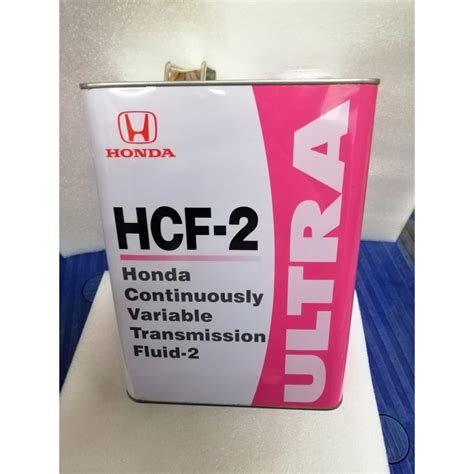 HONDA
HCF-2
Honda
Continuously
Variable
Transmission
Fluid-2
ULTRA